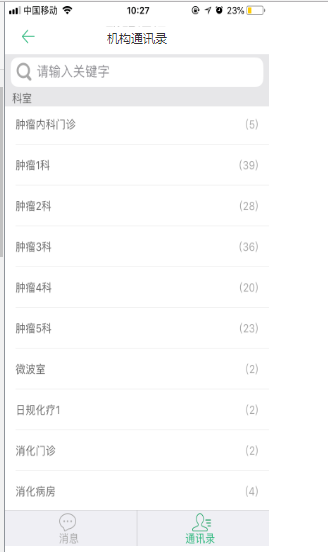 中国移动 10:27 23%
机构通讯录
请输入关键字
科室
肿瘤内科门诊 (5)
肿瘤1科 (39)
肿瘤2科 (28)
肿瘤3科 (36)
肿瘤4科 (20)
肿瘤5科 (23)
微波室 (2)
日规化疗1 (2)
消化门诊 (2)
消化病房 (4)
消息 通讯录